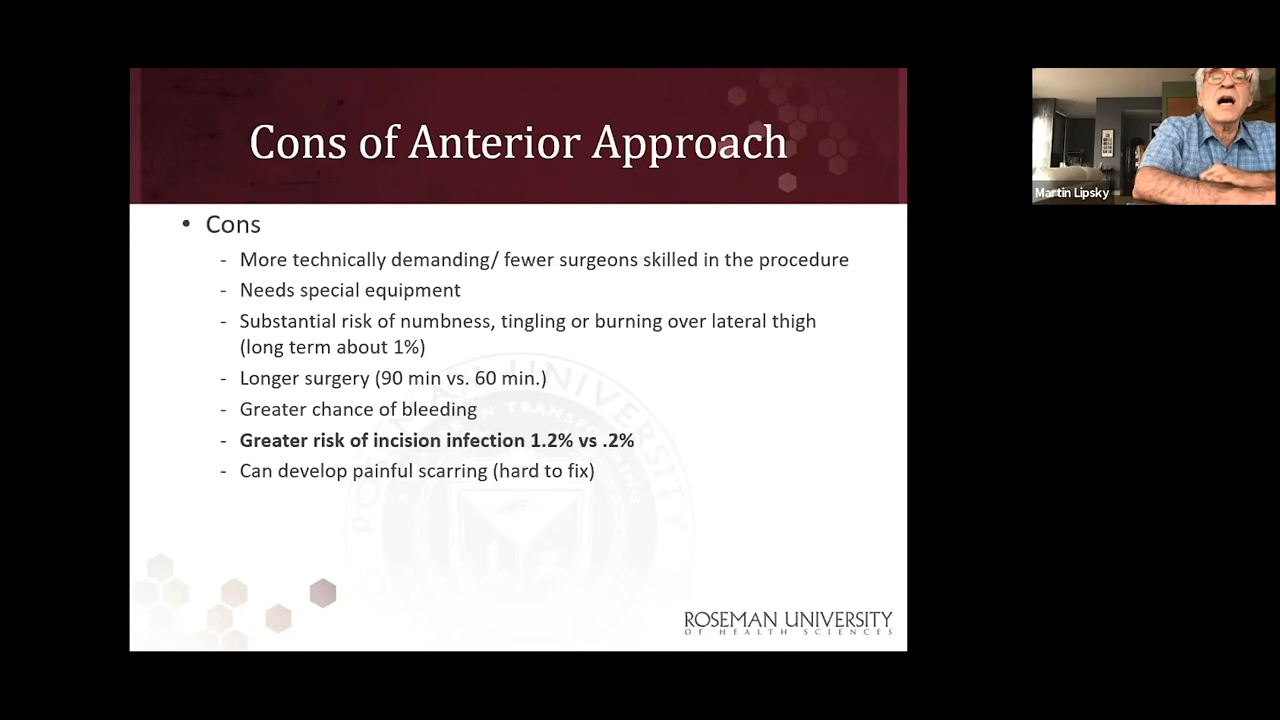 Cons of Anterior Approach
• Cons
- More technically demanding/ fewer surgeons skilled in the procedure
- Needs special equipment
- Substantial risk of numbness, tingling or burning over lateral thigh
(long term about 1%)
- Longer surgery (90 min vs. 60 min.)
- Greater chance of bleeding
- Greater risk of incision infection 1.2% vs .2%
- Can develop painful scarring (hard to fix)
ROSEMAN UNIVERSITY
OF HEALTH SCIENCES
Martin Lipsky